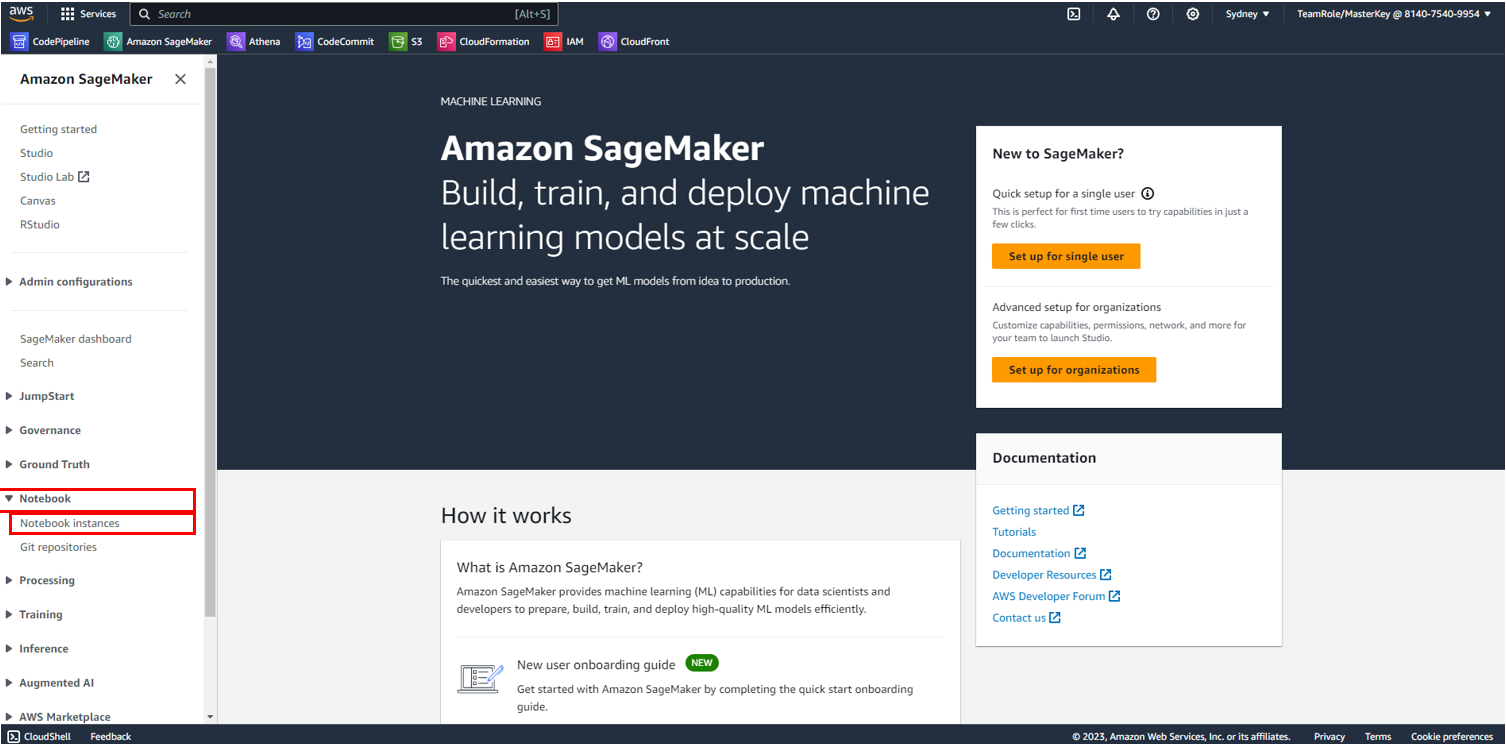 aws
Services
Search
[Alt+S]
Sydney ▼
TeamRole/MasterKey @ 8140-7540-9954 ▼
CodePipeline
Amazon SageMaker
Athena
CodeCommit
S3
CloudFormation
IAM
CloudFront
Amazon SageMaker
Getting started
Studio
Studio Lab
Canvas
RStudio
Admin configurations
SageMaker dashboard
Search
JumpStart
Governance
Ground Truth
Notebook
Notebook instances
Git repositories
Processing
Training
Inference
Augmented AI
AWS Marketplace
MACHINE LEARNING
Amazon SageMaker
Build, train, and deploy machine
learning models at scale
The quickest and easiest way to get ML models from idea to production.
New to SageMaker?
Quick setup for a single user
This is perfect for first time users to try capabilities in just a
few clicks.
Set up for single user
Advanced setup for organizations
Customize capabilities, permissions, network, and more for
your team to launch Studio.
Set up for organizations
Documentation
Getting started
Tutorials
Documentation
Developer Resources
AWS Developer Forum
Contact us
How it works
What is Amazon SageMaker?
Amazon SageMaker provides machine learning (ML) capabilities for data scientists and
developers to prepare, build, train, and deploy high-quality ML models efficiently.
New user onboarding guide NEW
Get started with Amazon SageMaker by completing the quick start onboarding
guide.
CloudShell
Feedback
© 2023, Amazon Web Services, Inc. or its affiliates.
Privacy
Terms
Cookie preferences